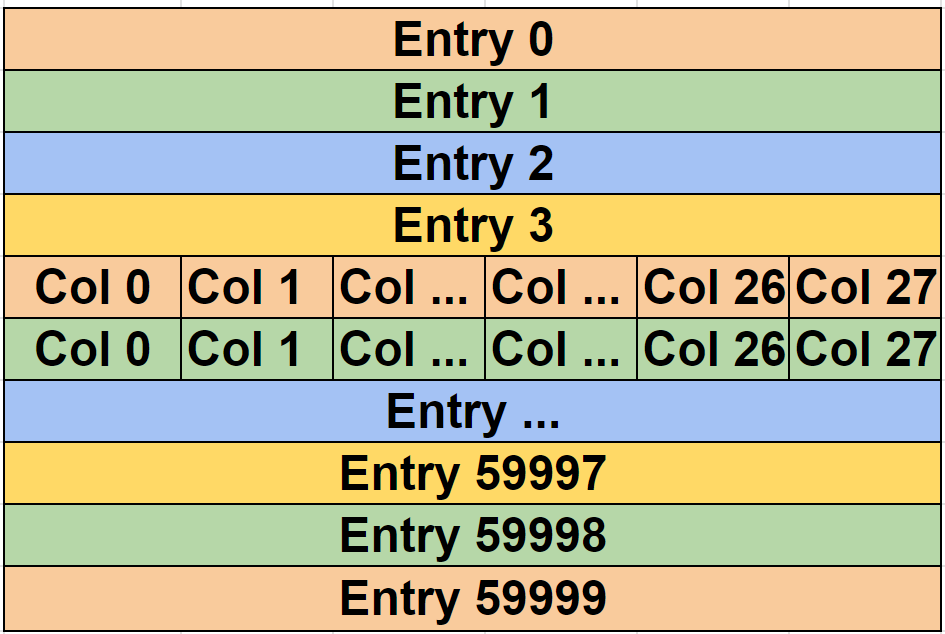 Entry 0
Entry 1
Entry 2
Entry 3
Col 0 Col 1 Col ... Col ... Col 26 Col 27
Col 0 Col 1 Col ... Col ... Col 26 Col 27
Entry ...
Entry 59997
Entry 59998
Entry 59999